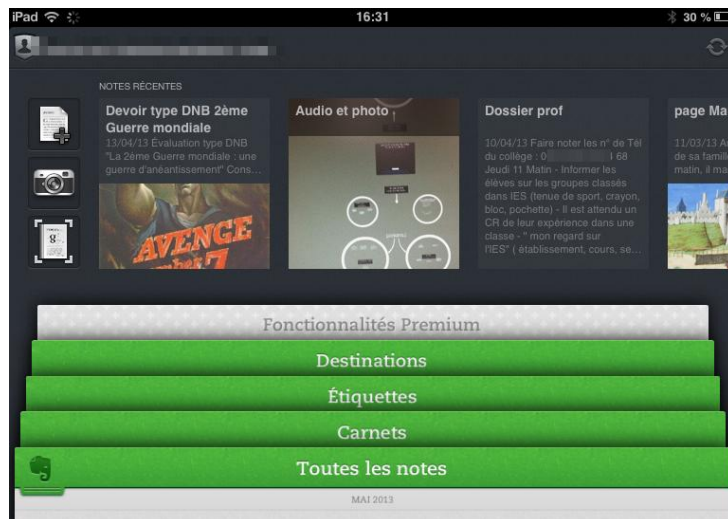 iPad
16:31
30 %
NOTES RÉCENTES
Devoir type DNB 2ème
Guerre mondiale
13/04/13 Évaluation type DNB
"La 2ème Guerre mondiale : une
guerre d'anéantissement" Cons...
AVENGE
7
Audio et photo
Dossier prof
10/04/13 Faire noter les n° de Tél
du collège : 0 68
Jeudi 11 Matin - Informer les
élèves sur les groupes classés
dans IES (tenue de sport, crayon,
bloc, pochette) - Il est attendu un
CR de leur expérience dans une
classe - " mon regard sur
l'IES" ( établissement, cours, se...
page Ma
11/03/13
de sa famil
matin, il ma
Fonctionnalités Premium
Destinations
Étiquettes
Carnets
Toutes les notes
MAI 2013